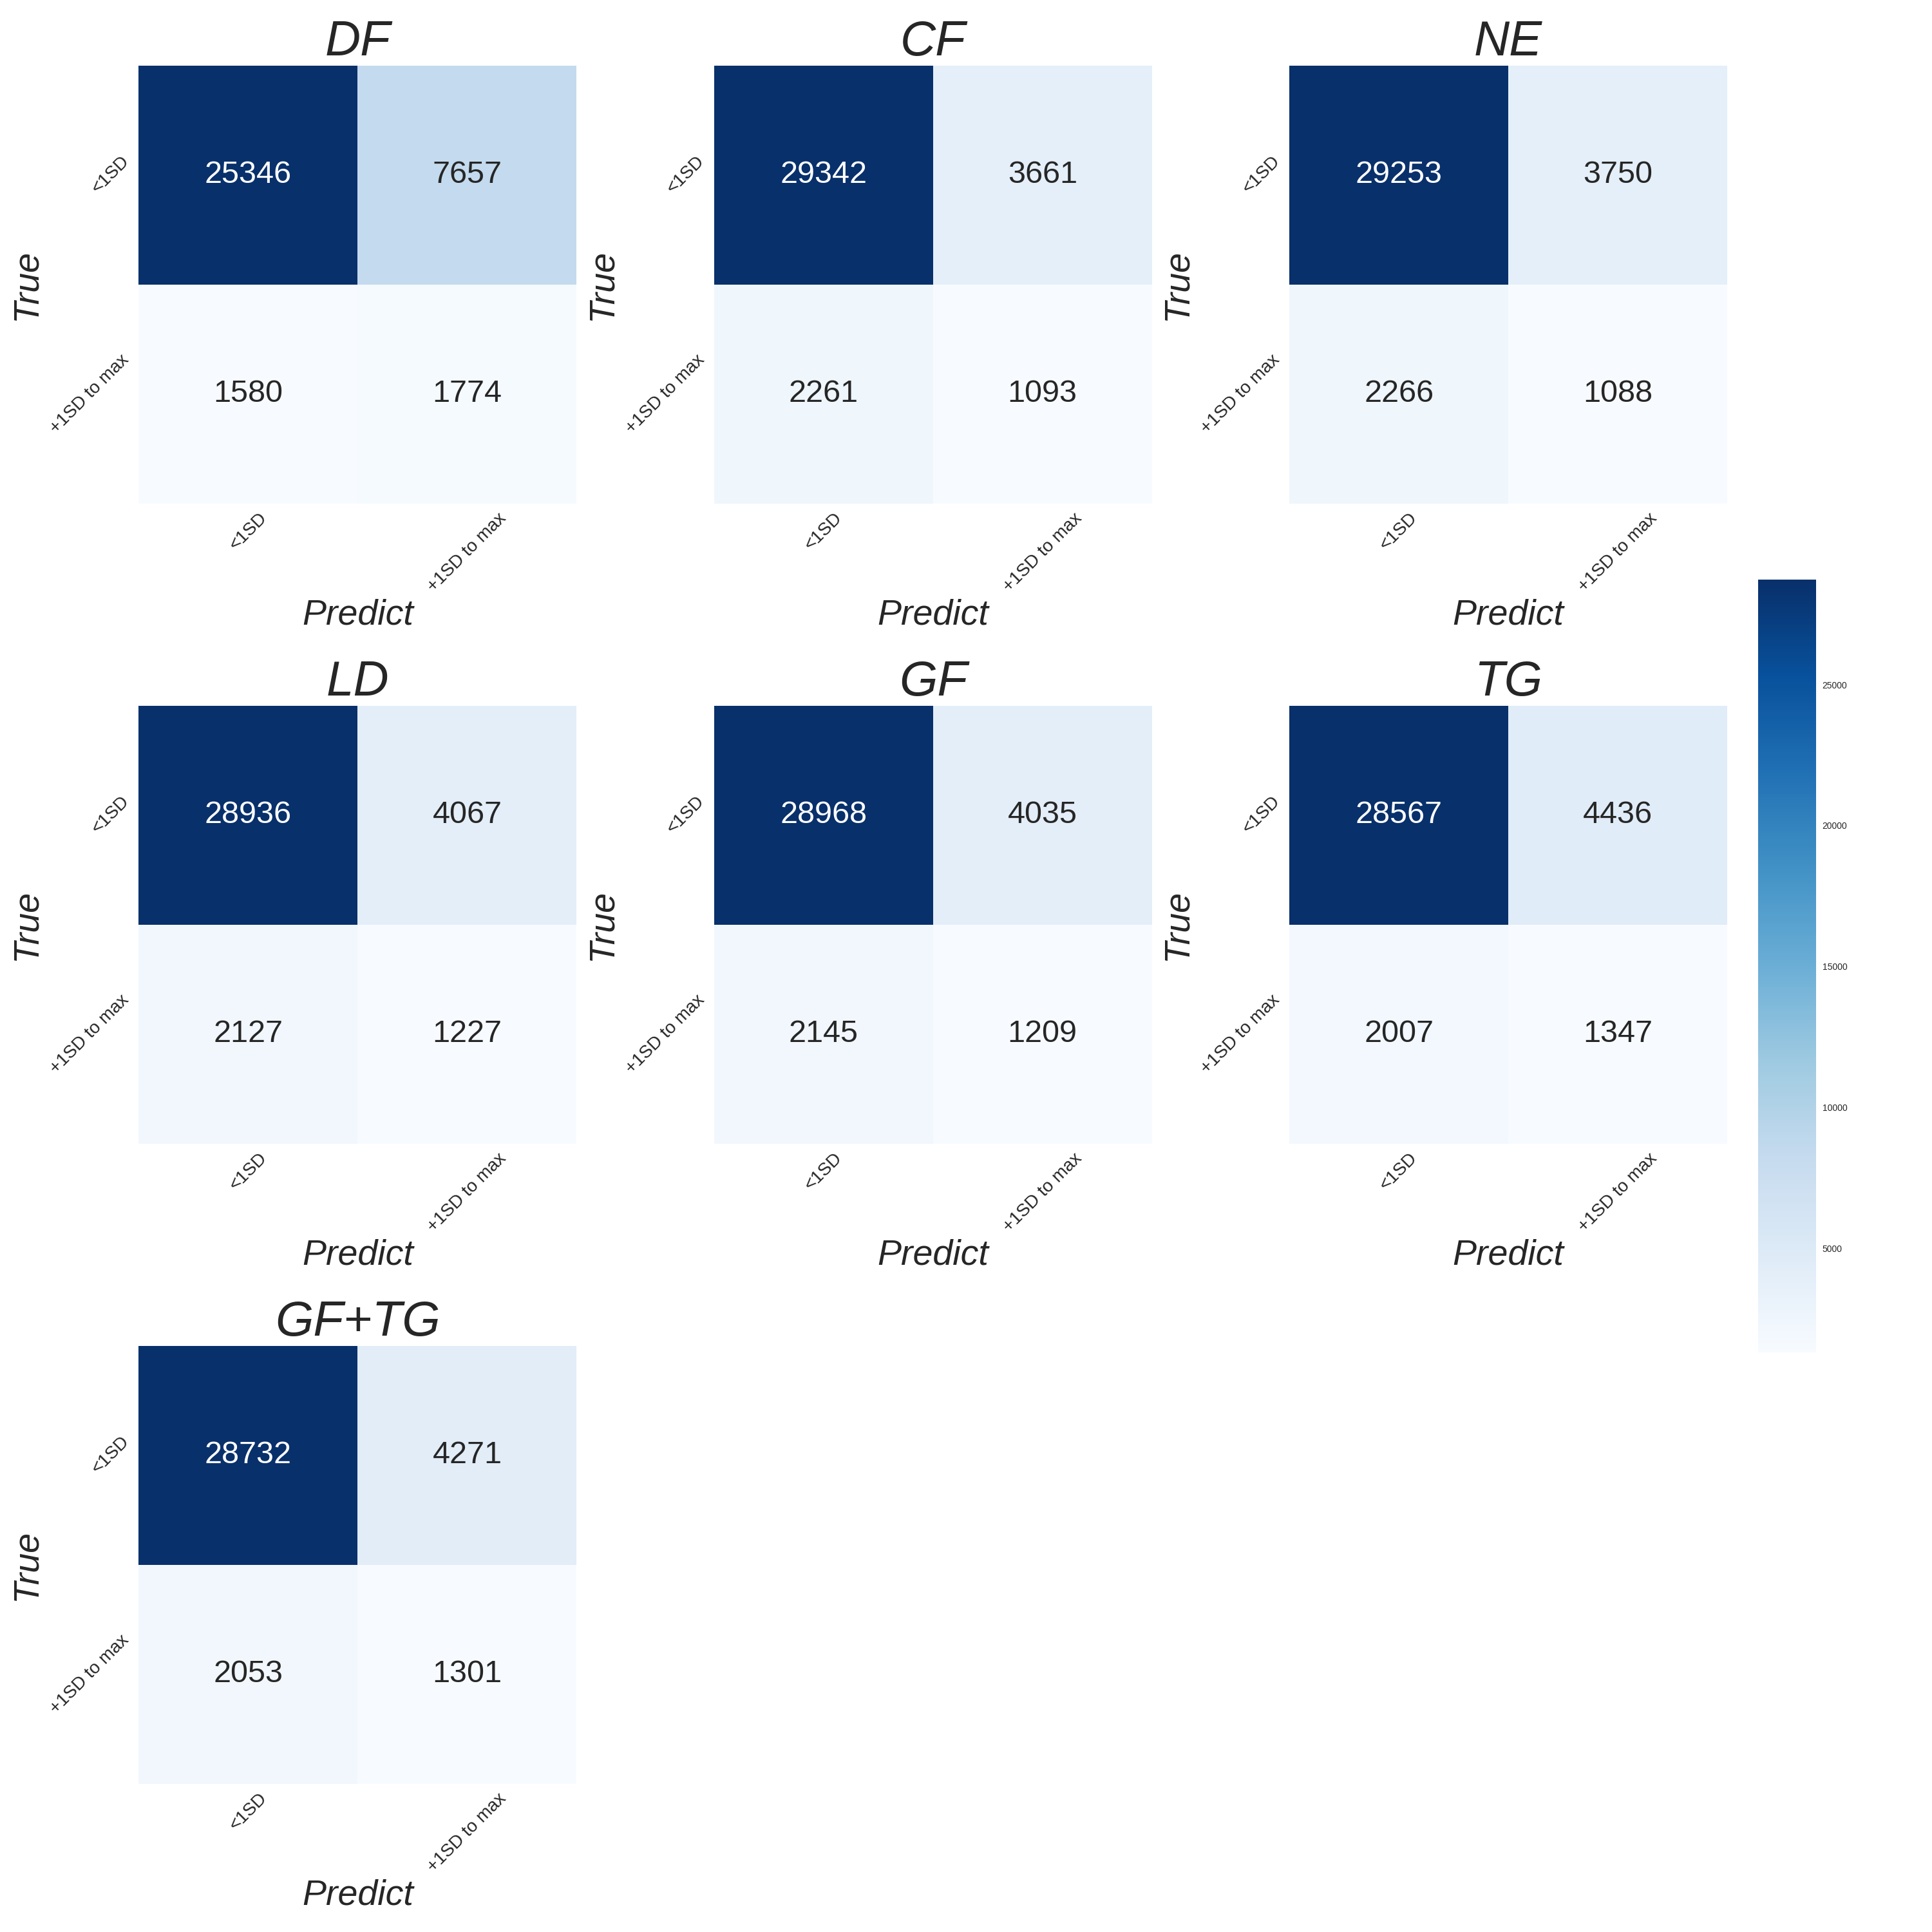 DF
True
<1SD
25346
7657
+1SD to max
1580
1774
<1SD
+1SD to max
Predict
CF
True
<1SD
29342
3661
+1SD to max
2261
1093
<1SD
+1SD to max
Predict
NE
True
<1SD
29253
3750
+1SD to max
2266
1088
<1SD
+1SD to max
Predict
LD
True
<1SD
28936
4067
+1SD to max
2127
1227
<1SD
+1SD to max
Predict
GF
True
<1SD
28968
4035
+1SD to max
2145
1209
<1SD
+1SD to max
Predict
TG
True
<1SD
28567
4436
+1SD to max
2007
1347
<1SD
+1SD to max
Predict
25000
20000
15000
10000
5000
GF+TG
True
<1SD
28732
4271
+1SD to max
2053
1301
<1SD
+1SD to max
Predict